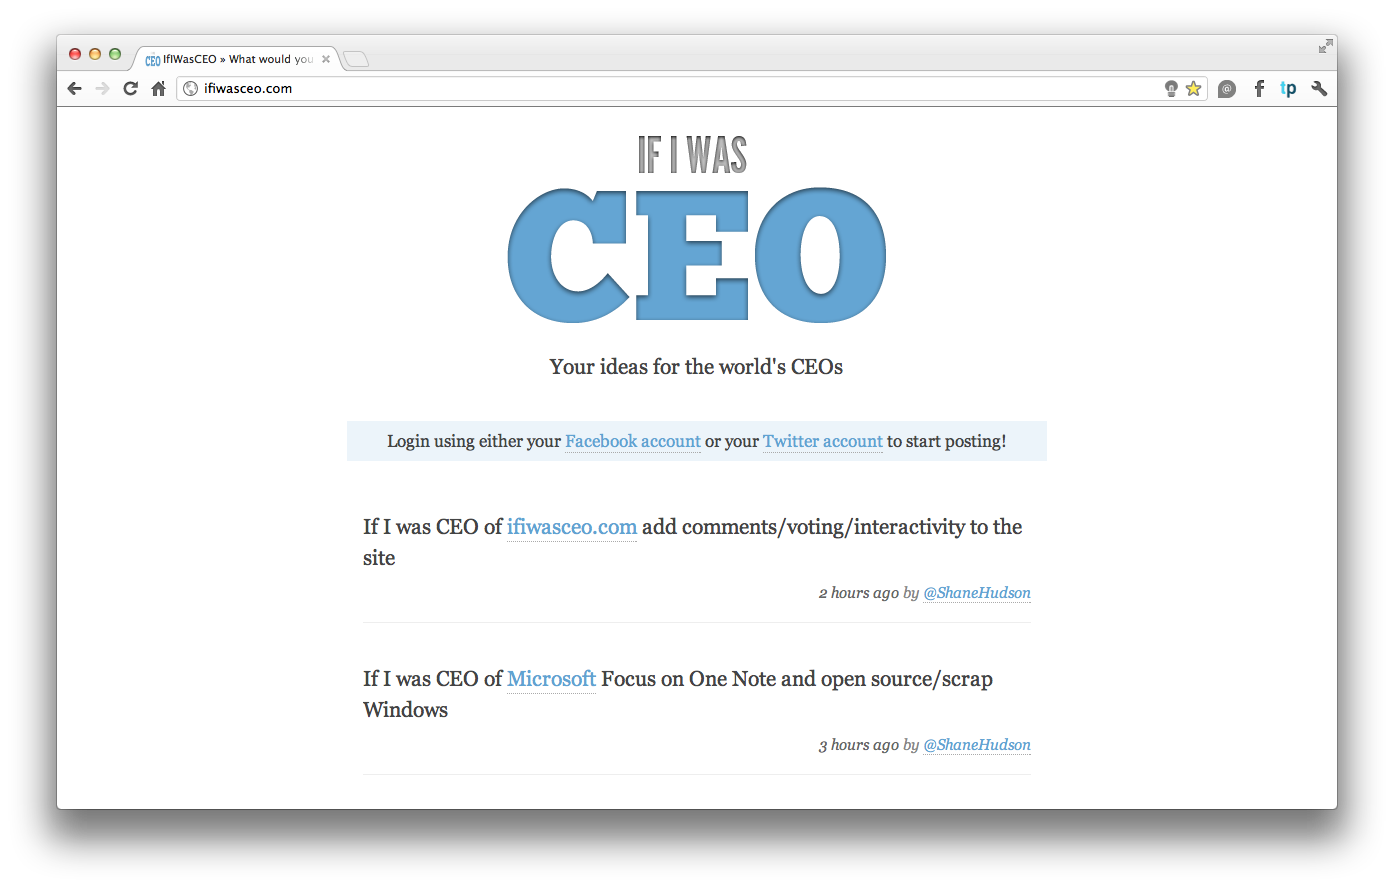 CEO IfIWasCEO » What would you
ifiwasceo.com
@ f tp
IF I WAS
CEO
Your ideas for the world's CEOs
Login using either your Facebook account or your Twitter account to start posting!
If I was CEO of ifiwasceo.com add comments/voting/interactivity to the
site
2 hours ago by @ShaneHudson
If I was CEO of Microsoft Focus on One Note and open source/scrap
Windows
3 hours ago by @ShaneHudson